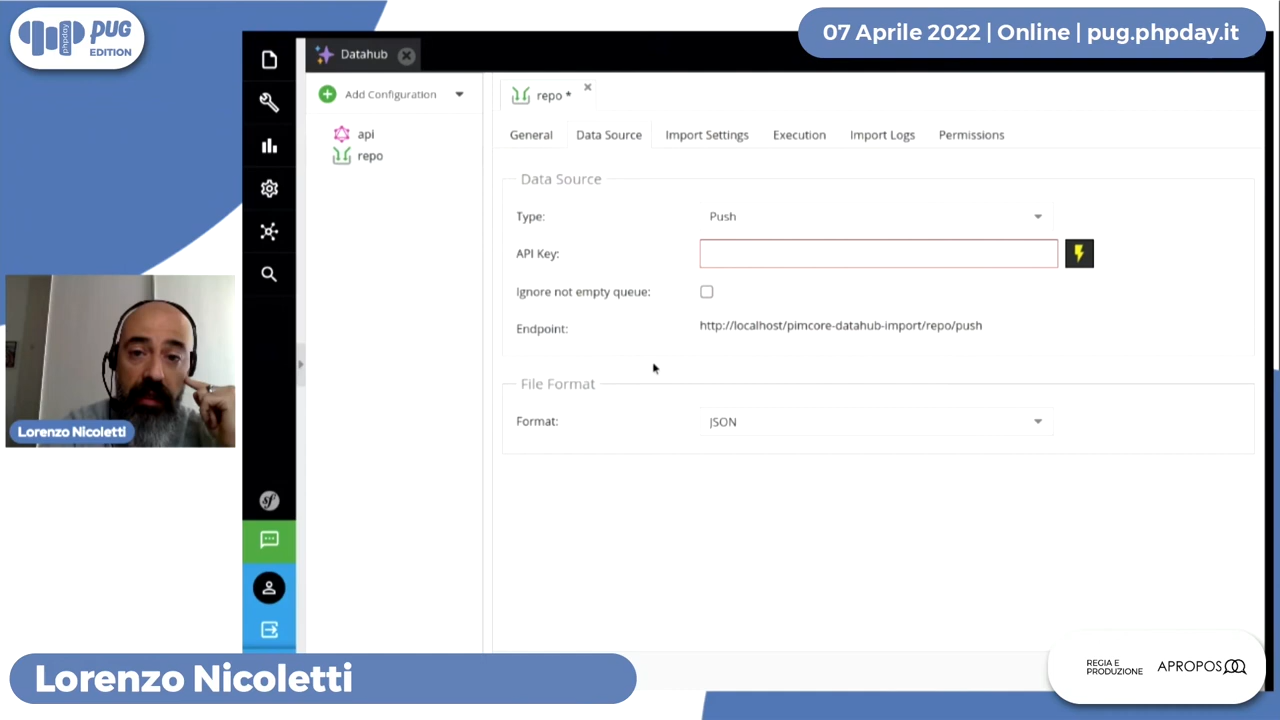 phpday
PUG
EDITION
07 Aprile 2022 | Online | pug.phpday.it
Datahub
Add Configuration
api
repo
repo *
General
Data Source
Import Settings
Execution
Import Logs
Permissions
Data Source
Type:
Push
API Key:
Ignore not empty queue:
Endpoint:
http://localhost/pimcore-datahub-import/repo/push
File Format
Format:
JSON
sf
Lorenzo Nicoletti
Lorenzo Nicoletti
REGIA E
PRODUZIONE
APROPOS